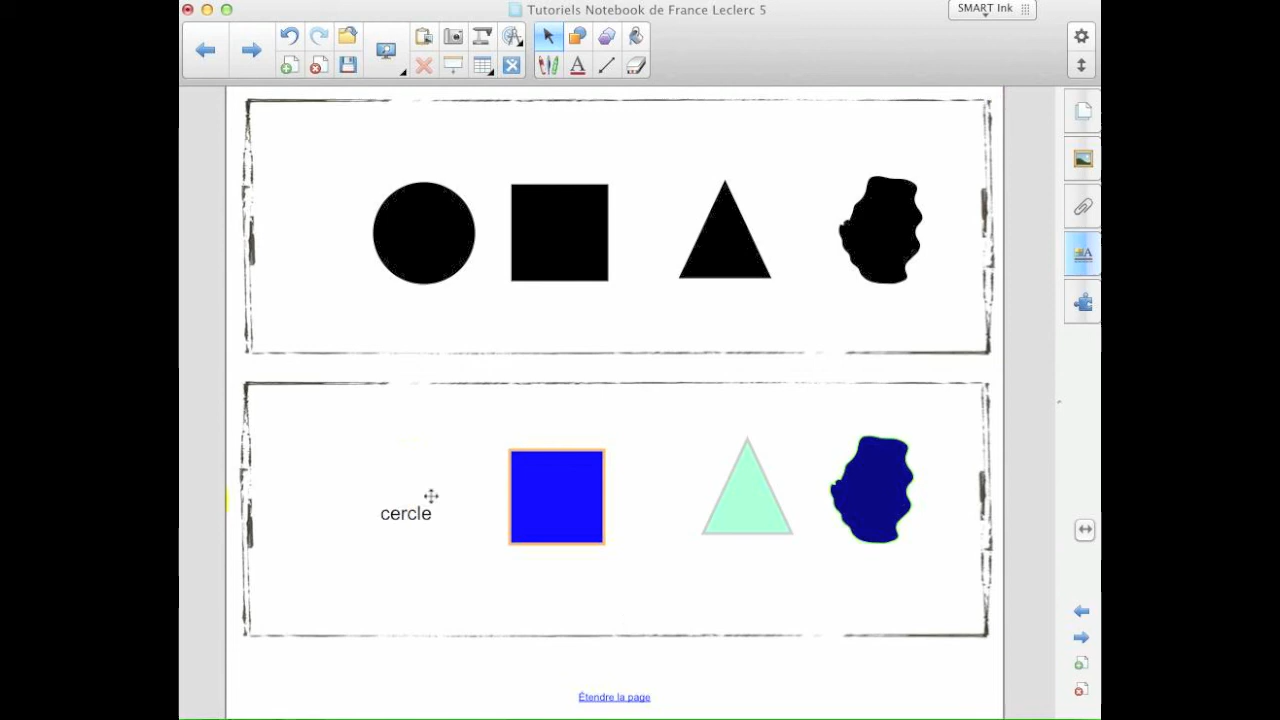 Tutoriels Notebook de France Leclerc 5
SMART Ink
cercle
Étendre la page